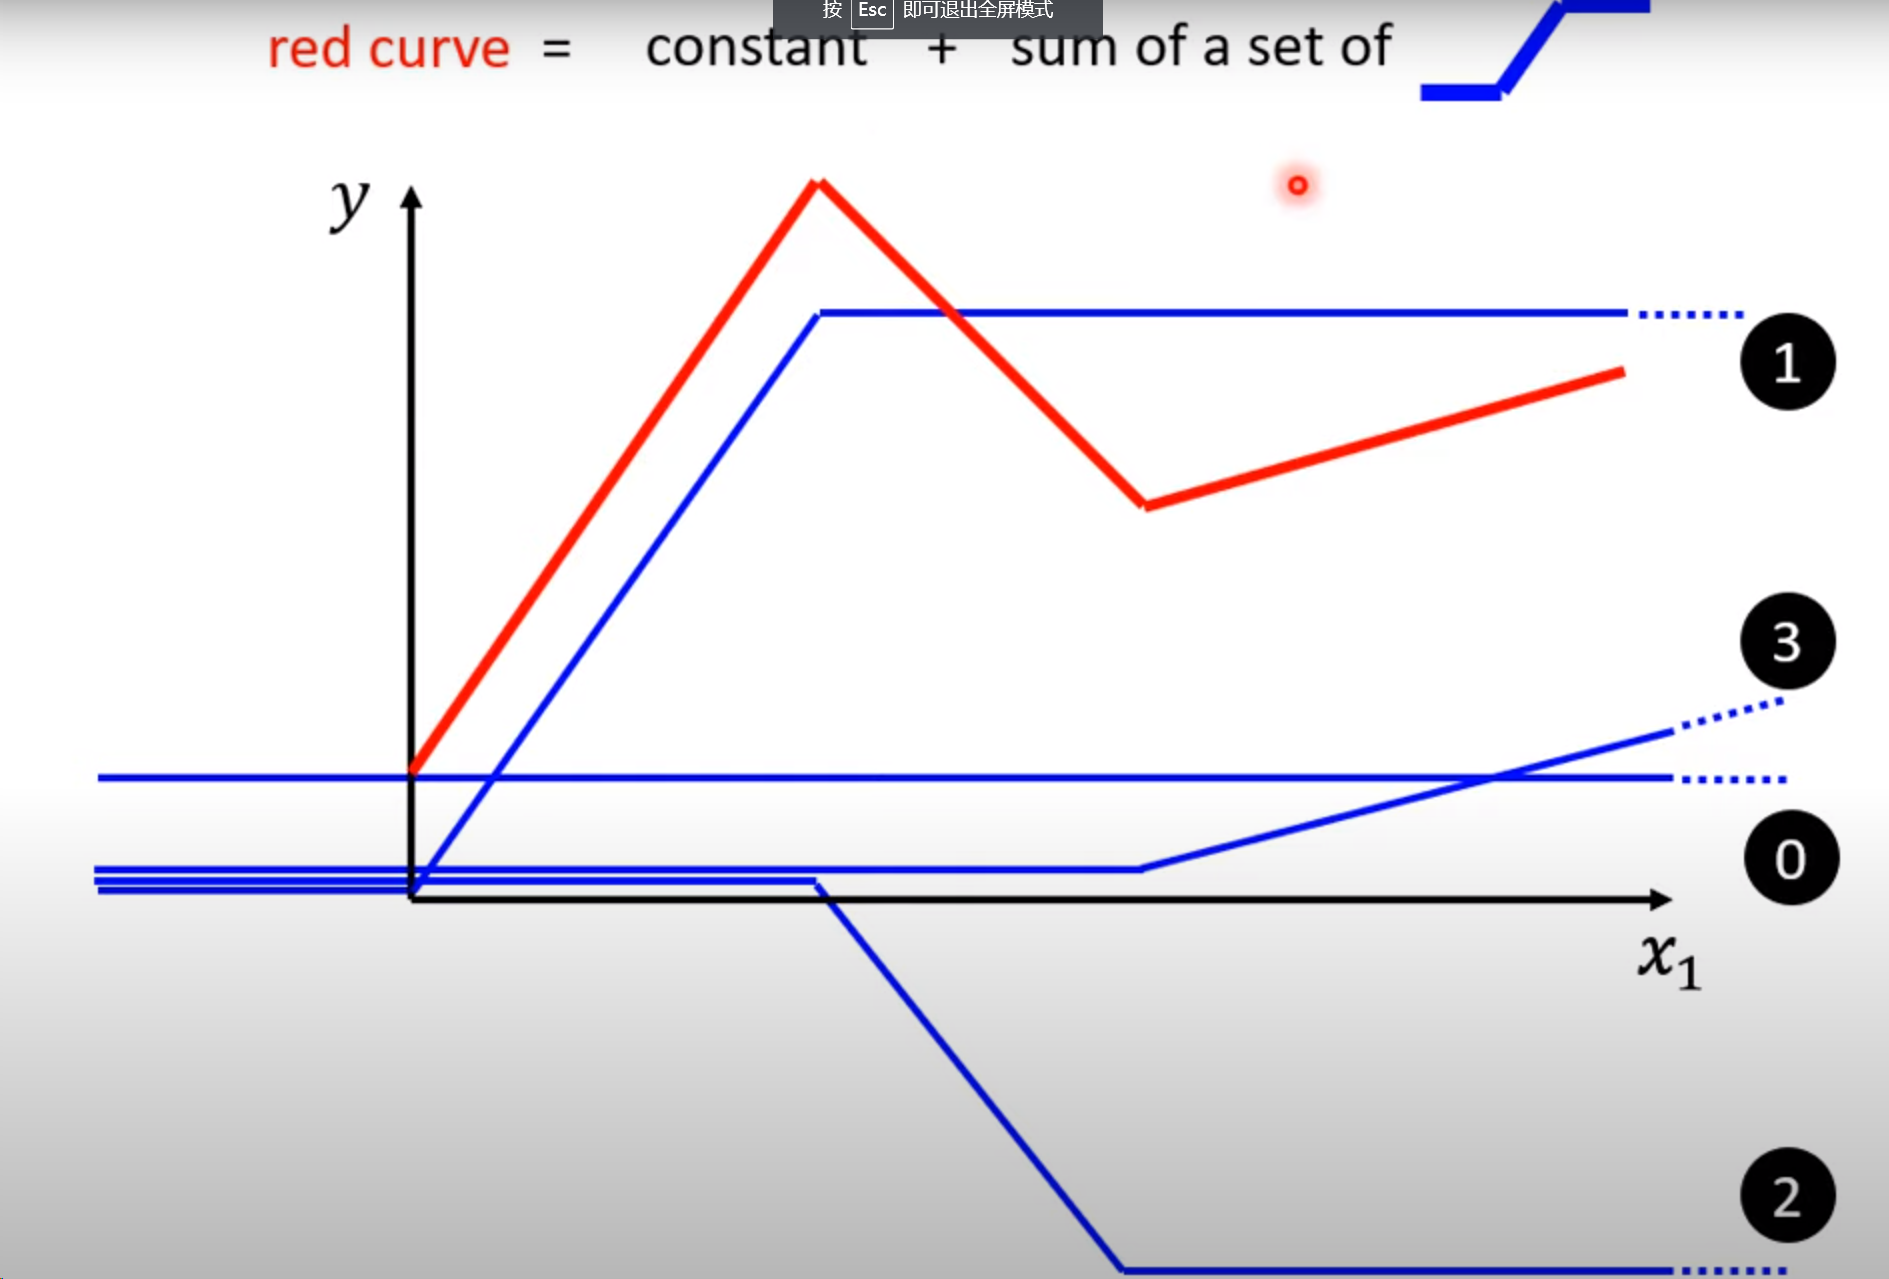 按 Esc 即可退出全屏模式
red curve = constant + sum of a set of
y
1
3
0
x₁
2